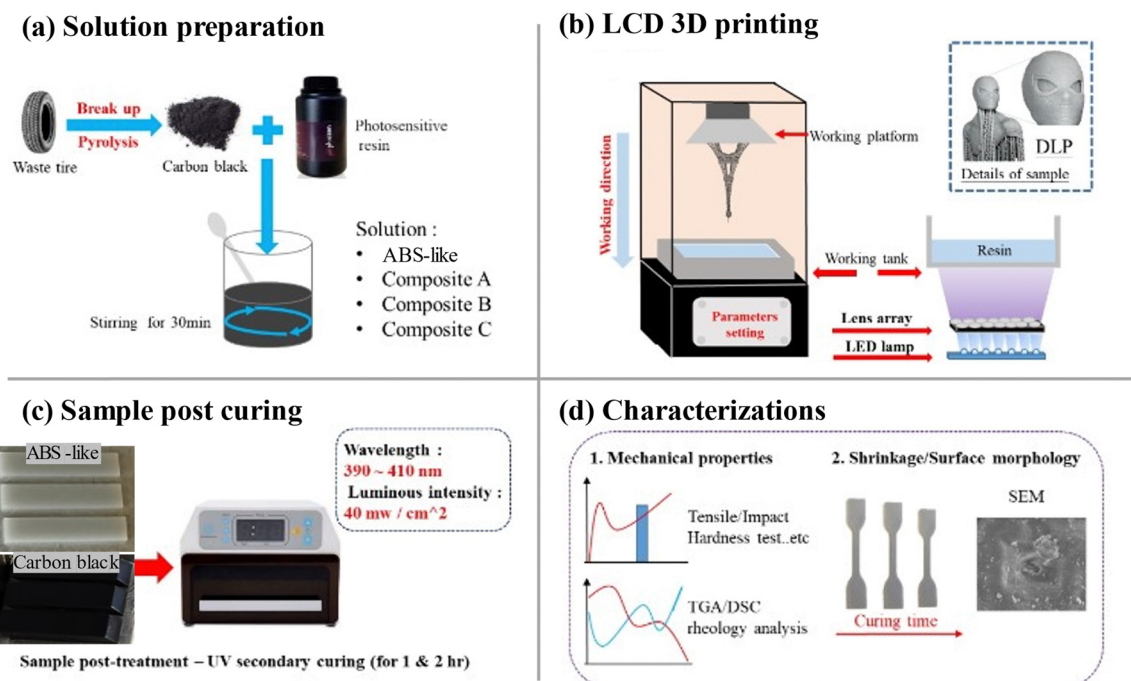 (a) Solution preparation
Break up
Pyrolysis
Waste tire
Carbon black
Photosensitive
resin
Solution :
• ABS-like
• Composite A
• Composite B
• Composite C
Stirring for 30min
(b) LCD 3D printing
Working platform
Working direction
DLP
Details of sample
Working tank
Resin
Parameters
setting
Lens array
LED lamp
(c) Sample post curing
ABS -like
Carbon black
Wavelength :
390 ~ 410 nm
Luminous intensity :
40 mw / cm^2
Sample post-treatment – UV secondary curing (for 1 & 2 hr)
(d) Characterizations
1. Mechanical properties
Tensile/Impact
Hardness test..etc
TGA/DSC
rheology analysis
2. Shrinkage/Surface morphology
SEM
Curing time